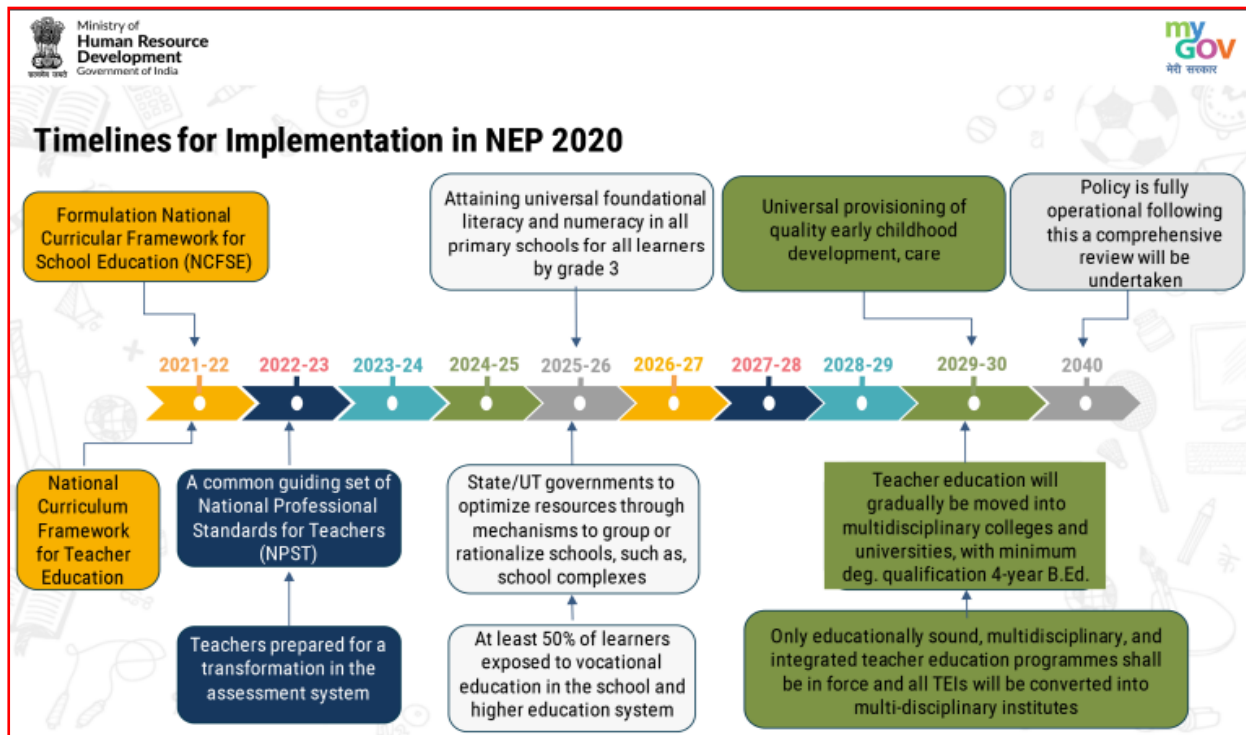 Ministry of
Human Resource
Development
Government of India
सत्यमेव जयते
my
GOV
मेरी सरकार
Timelines for Implementation in NEP 2020
Formulation National
Curricular Framework for
School Education (NCFSE)
Attaining universal foundational
literacy and numeracy in all
primary schools for all learners
by grade 3
Universal provisioning of
quality early childhood
development, care
Policy is fully
operational following
this a comprehensive
review will be
undertaken
2021-22
2022-23
2023-24
2024-25
2025-26
2026-27
2027-28
2028-29
2029-30
2040
National
Curriculum
Framework
for Teacher
Education
A common guiding set of
National Professional
Standards for Teachers
(NPST)
State/UT governments to
optimize resources through
mechanisms to group or
rationalize schools, such as,
school complexes
Teacher education will
gradually be moved into
multidisciplinary colleges and
universities, with minimum
deg. qualification 4-year B.Ed.
Teachers prepared for a
transformation in the
assessment system
At least 50% of learners
exposed to vocational
education in the school and
higher education system
Only educationally sound, multidisciplinary, and
integrated teacher education programmes shall
be in force and all TEIs will be converted into
multi-disciplinary institutes